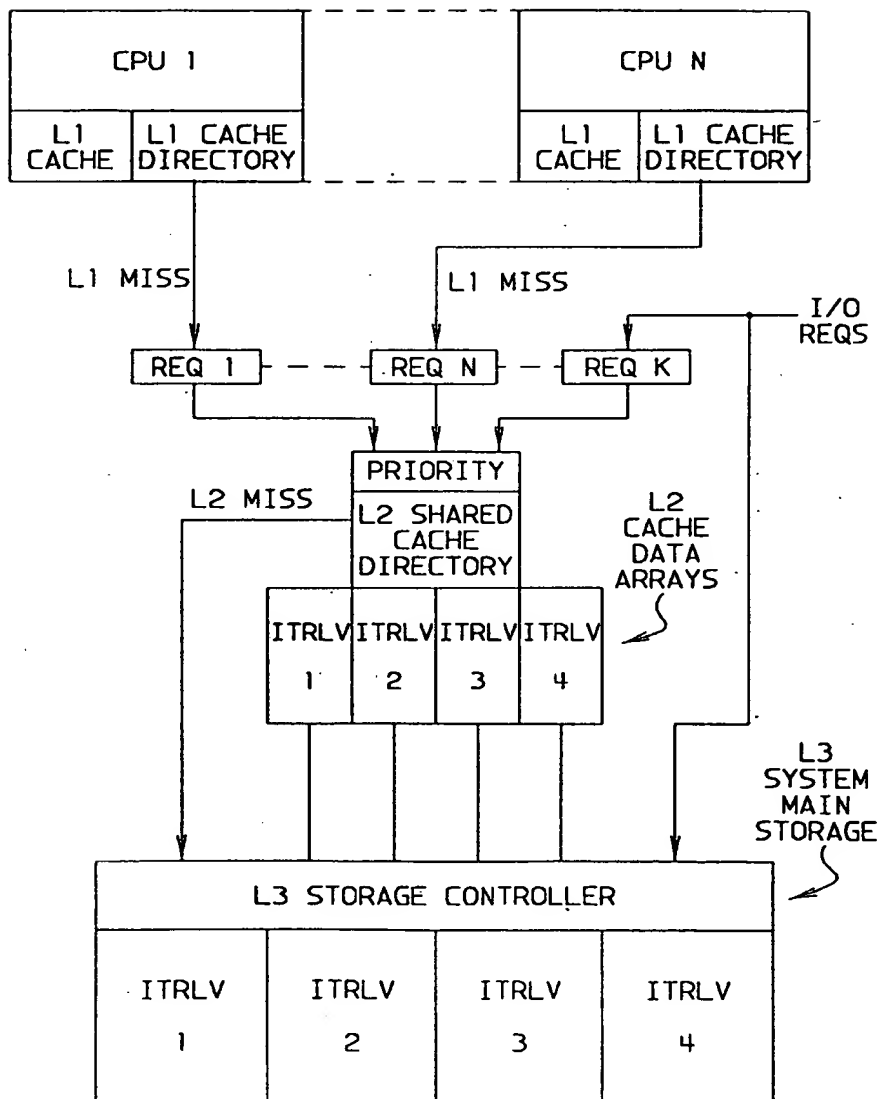 CPU 1
CPU N
L1
CACHE
L1 CACHE
DIRECTORY
L1
CACHE
L1 CACHE
DIRECTORY
L1 MISS
L1 MISS
I/O
REQS
REQ 1
REQ N
REQ K
PRIORITY
L2 MISS
L2 SHARED
CACHE
DIRECTORY
L2
CACHE
DATA
ARRAYS
ITRLV
1
ITRLV
2
ITRLV
3
ITRLV
4
L3
SYSTEM
MAIN
STORAGE
L3 STORAGE CONTROLLER
ITRLV
1
ITRLV
2
ITRLV
3
ITRLV
4